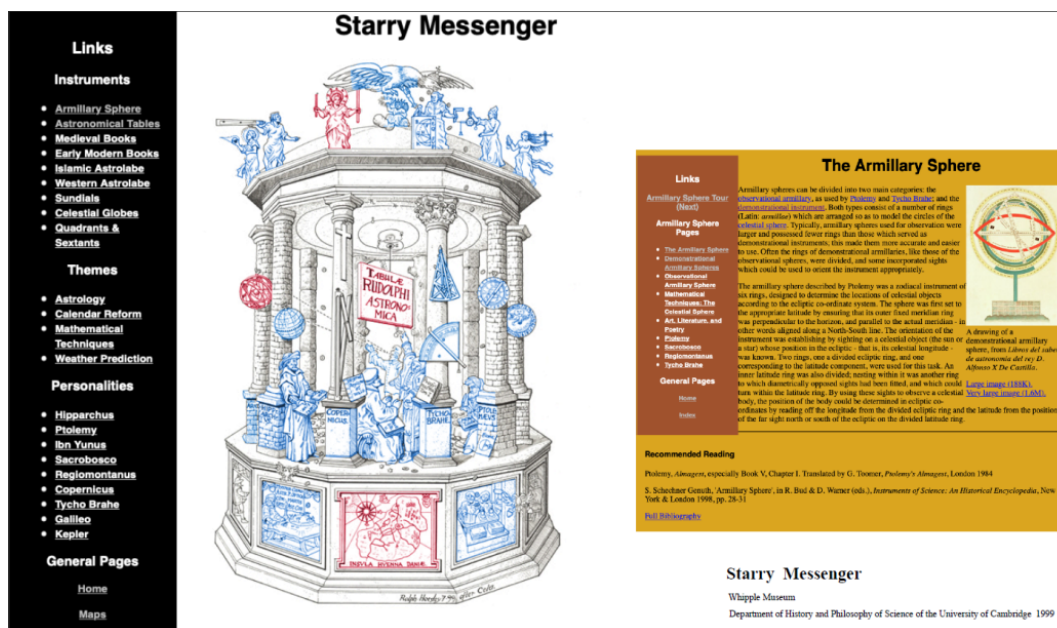 Starry Messenger
Links
Instruments
Armillary Sphere
Astronomical Tables
Medieval Books
Early Modern Books
Islamic Astrolabe
Western Astrolabe
Sundials
Celestial Globes
Quadrants &
Sextants
Themes
Astrology
Calendar Reform
Mathematical
Techniques
Weather Prediction
Personalities
Hipparchus
Ptolemy
Ibn Yunus
Sacrobosco
Regiomontanus
Copernicus
Tycho Brahe
Galileo
Kepler
General Pages
Home
Maps
TABULÆ
RUDOLPHI
ASTRONO
MICA
COPER
NICUS
TYCHO
BRAHE
INSVLA HVENNA DANIÆ
The Armillary Sphere
Links
Armillary Sphere Tour
(Next)
Armillary Sphere
Pages
The Armillary Sphere
Demonstrational
Armillary Spheres
Observational
Armillary Sphere
Mathematical
Techniques: The
Celestial Sphere
Art, Literature, and
Poetry
Ptolemy
Sacrobosco
Regiomontanus
Tycho Brahe
General Pages
Home
Index
Armillary spheres can be divided into two main categories: the
observational armillary, as used by Ptolemy and Tycho Brahe; and the
demonstrational instrument. Both types consist of a number of rings
(Latin: armillae) which are arranged so as to model the circles of the
celestial sphere. Typically, armillary spheres used for observation were
larger and possessed fewer rings than those which served as
demonstrational instruments; this made them more accurate and easier
to use. Often the rings of demonstrational armillaries, like those of the
observational spheres, were divided, and some incorporated sights
which could be used to orient the instrument appropriately.
The armillary sphere described by Ptolemy was a zodiacal instrument of
six rings, designed to determine the locations of celestial objects
according to the ecliptic co-ordinate system. The sphere was first set to
the appropriate latitude by ensuring that its outer fixed meridian ring
was perpendicular to the horizon, and parallel to the actual meridian - in
other words aligned along a North-South line. The orientation of the
instrument was establishing by sighting on a celestial object (the sun or
a star) whose position in the ecliptic - that is, its celestial longitude -
was known. Two rings, one a divided ecliptic ring, and one
corresponding to the latitude component, were used for this task. An
inner latitude ring was also divided; nesting within it was another ring
to which diametrically opposed sights had been fitted, and which could
turn within the latitude ring. By using these sights to observe a celestial
body, the position of the body could be determined in ecliptic co-
ordinates by reading off the longitude from the divided ecliptic ring and the latitude from the position
of the far sight north or south of the ecliptic on the divided latitude ring.
A drawing of a
demonstrational armillary
sphere, from Libros del saber
de astronomía del rey D.
Alfonso X De Castilla.
Large image (188K).
Very large image (1.6M).
Recommended Reading
Ptolemy, Almagest, especially Book V, Chapter I. Translated by G. Toomer, Ptolemy's Almagest, London 1984
S. Schechner Genuth, 'Armillary Sphere', in R. Bud & D. Warner (eds.), Instruments of Science: An Historical Encyclopedia, New
York & London 1998, pp. 28-31
Full Bibliography
Starry Messenger
Whipple Museum
Department of History and Philosophy of Science of the University of Cambridge 1999